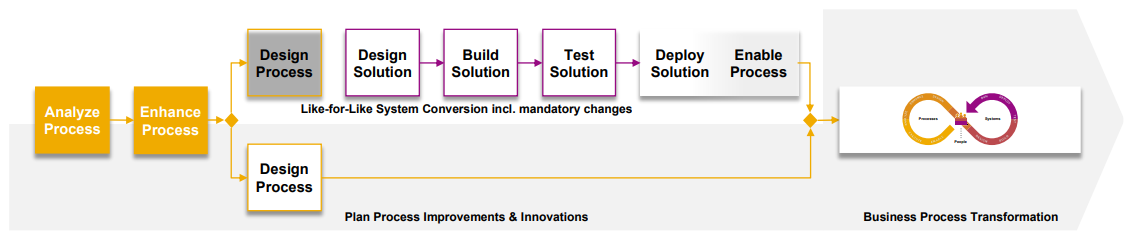 Analyze
Process
Enhance
Process
Design
Process
Design
Solution
Build
Solution
Test
Solution
Deploy
Solution
Enable
Process
Like-for-Like System Conversion incl. mandatory changes
Design
Process
Plan Process Improvements & Innovations
Processes
Systems
People
Business Process Transformation